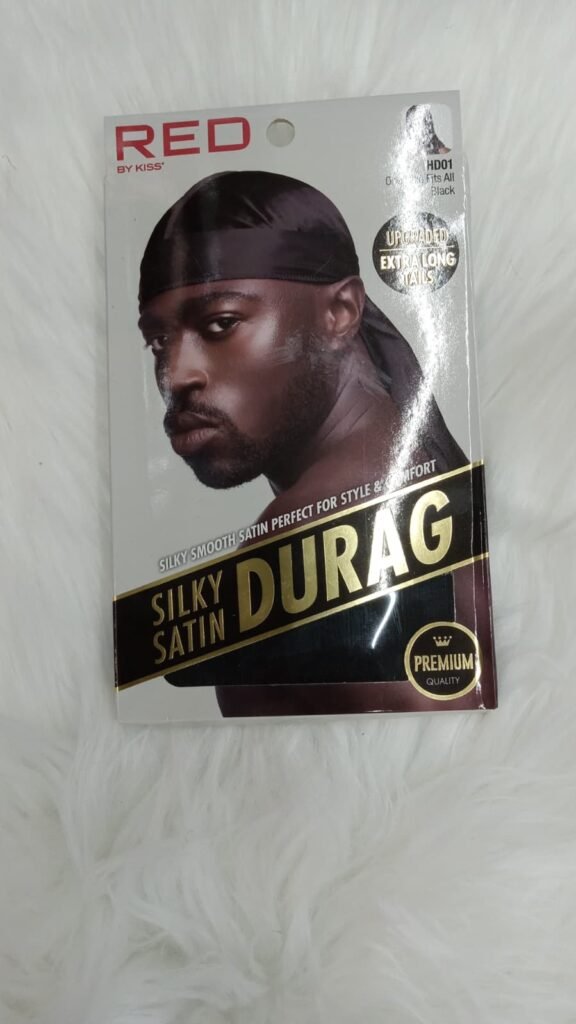 RED
BY KISS
HD01
Fits All
Black
UPGRADED
EXTRA LONG
TAILS
SILKY SMOOTH SATIN PERFECT FOR STYLE & COMFORT
SILKY
SATIN
DURAG
PREMIUM
QUALITY